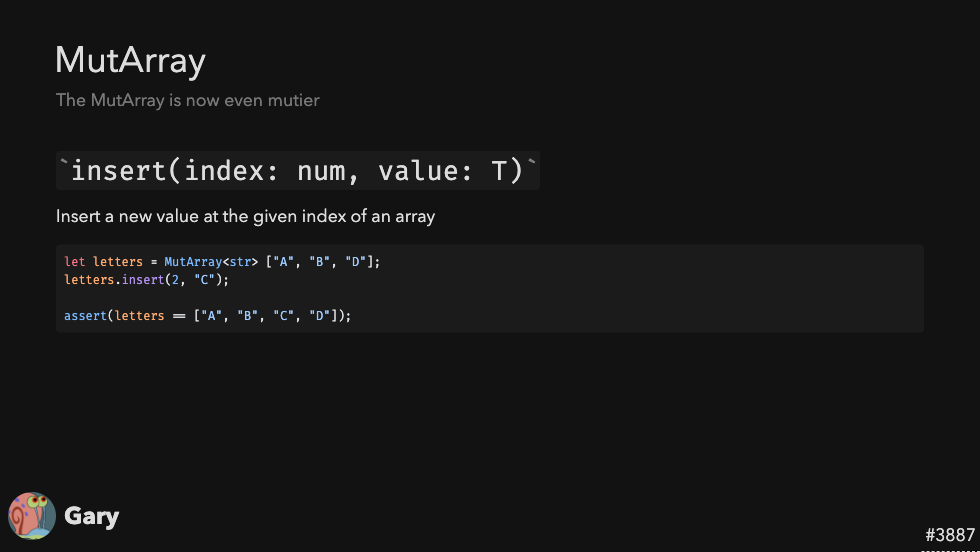 MutArray
The MutArray is now even mutier
`insert(index: num, value: T)`
Insert a new value at the given index of an array
let letters = MutArray<str> ["A", "B", "D"];
letters.insert(2, "C");
assert(letters == ["A", "B", "C", "D"]);
Gary
#3887